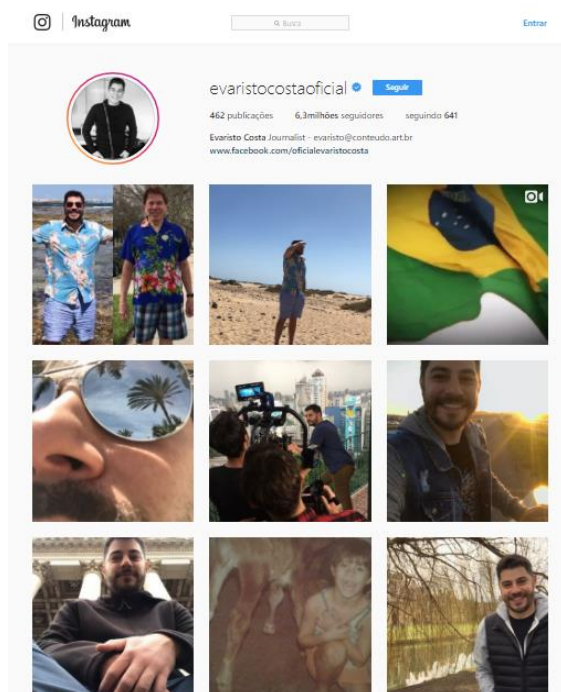 Instagram
Busca
Entrar
evaristocostaoficial Seguir
462 publicações 6,3milhões seguidores seguindo 641
Evaristo Costa Journalist - evaristo@conteudo.art.br
www.facebook.com/oficialevaristocosta